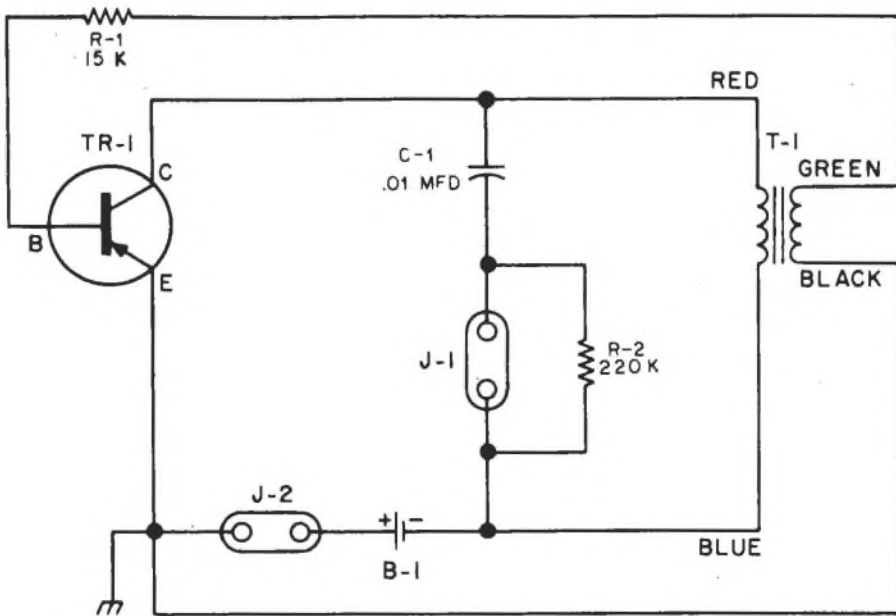 R-1
15 K
RED
TR-1
C-1
.01 MFD
T-1
C
GREEN
B
E
BLACK
J-1
R-2
220 K
J-2
+ -
B-1
BLUE